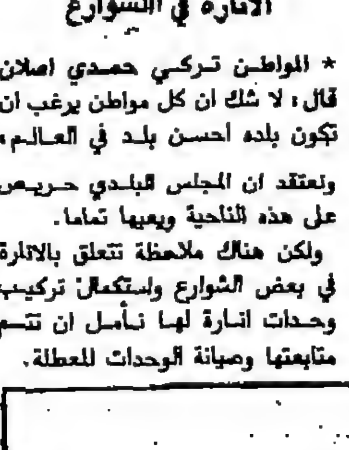 الانارة في الشوارع
* المواطن تركي حمدي اصلان
قال، لا شك ان كل مواطن يرغب ان
تكون بلده احسن بلد في العالم،
ونعتقد ان المجلس البلدي حريص
على هذه الناحية ويعيها تماما.
ولكن هناك ملاحظة تتعلق بالانارة
في بعض الشوارع ولستكمال تركيب
وحدات انارة لها نأمل ان تتم
متابعتها وصيانة الوحدات المعطلة.